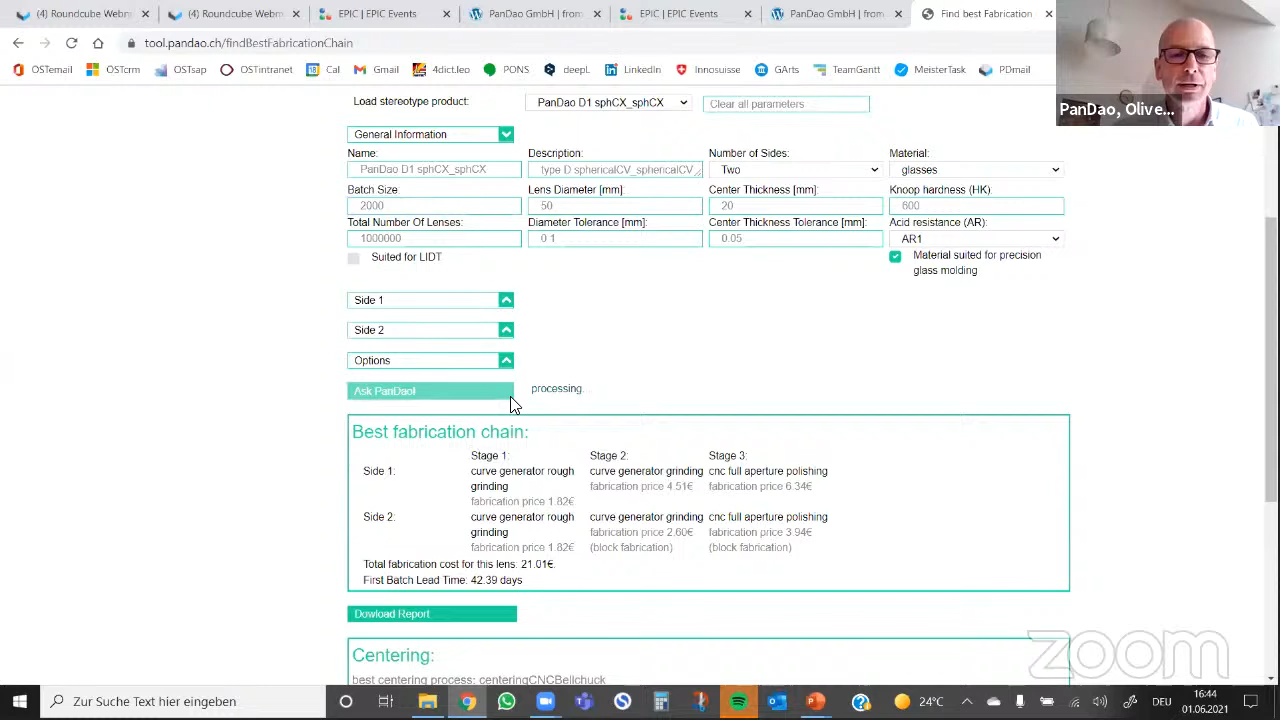 (4) Roundcube Webm
(4) Roundcube Webm
EPIC | EPIC Events
PanDao GmbH | from
EPIC | EPIC Events
PanDao GmbH | from
Find best Fabrication
tool.pandao.ch/findBestFabricationChain
OSTemail
OSTcrm
OSTsap
OSTintranet
Cal
Gmail
4dict.leo
PONS
deepL
LinkedIn
Innosuisse
GArts
TeamGantt
MeisterTask
PDmail
PanDao, Olive...
Load stereotype product:
PanDao D1 sphCX_sphCX
Clear all parameters
General Information
Name:
Description:
Number of Sides:
Material:
PanDao D1 sphCX_sphCX
type D sphericalCV_sphericalCV
Two
glasses
Batch Size:
Lens Diameter [mm]:
Center Thickness [mm]:
Knoop hardness (HK):
2000
50
20
600
Total Number Of Lenses:
Diameter Tolerance [mm]:
Center Thickness Tolerance [mm]:
Acid resistance (AR):
1000000
0.1
0.05
AR1
Suited for LIDT
Material suited for precision
glass molding
Side 1
Side 2
Options
Ask PanDao!
processing.
Best fabrication chain:
Stage 1:
Stage 2:
Stage 3:
Side 1:
curve generator rough
curve generator grinding
cnc full aperture polishing
grinding
fabrication price 4.51€
fabrication price 6.34€
fabrication price 1.82€
Side 2:
curve generator rough
curve generator grinding
cnc full aperture polishing
grinding
fabrication price 2.60€
fabrication price 3.94€
fabrication price 1.82€
(block fabrication)
(block fabrication)
Total fabrication cost for this lens: 21.01€.
First Batch Lead Time: 42.39 days
Dowload Report
Centering:
best centering process: centeringCNCBellchuck
zoom
Zur Suche Text hier eingeben
24°C
DEU
16:44
01.06.2021